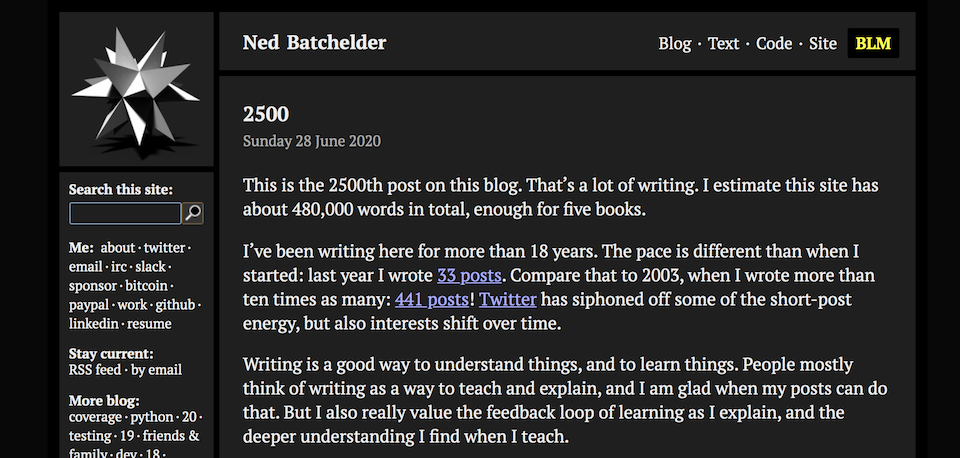 Ned Batchelder
Blog · Text · Code · Site BLM
Search this site:
Me: about · twitter ·
email · irc · slack ·
sponsor · bitcoin ·
paypal · work · github ·
linkedin · resume
Stay current:
RSS feed · by email
More blog:
coverage · python · 20 ·
testing · 19 · friends &
family · dev · 18 ·
2500
Sunday 28 June 2020
This is the 2500th post on this blog. That’s a lot of writing. I estimate this site has
about 480,000 words in total, enough for five books.
I’ve been writing here for more than 18 years. The pace is different than when I
started: last year I wrote 33 posts. Compare that to 2003, when I wrote more than
ten times as many: 441 posts! Twitter has siphoned off some of the short-post
energy, but also interests shift over time.
Writing is a good way to understand things, and to learn things. People mostly
think of writing as a way to teach and explain, and I am glad when my posts can do
that. But I also really value the feedback loop of learning as I explain, and the
deeper understanding I find when I teach.